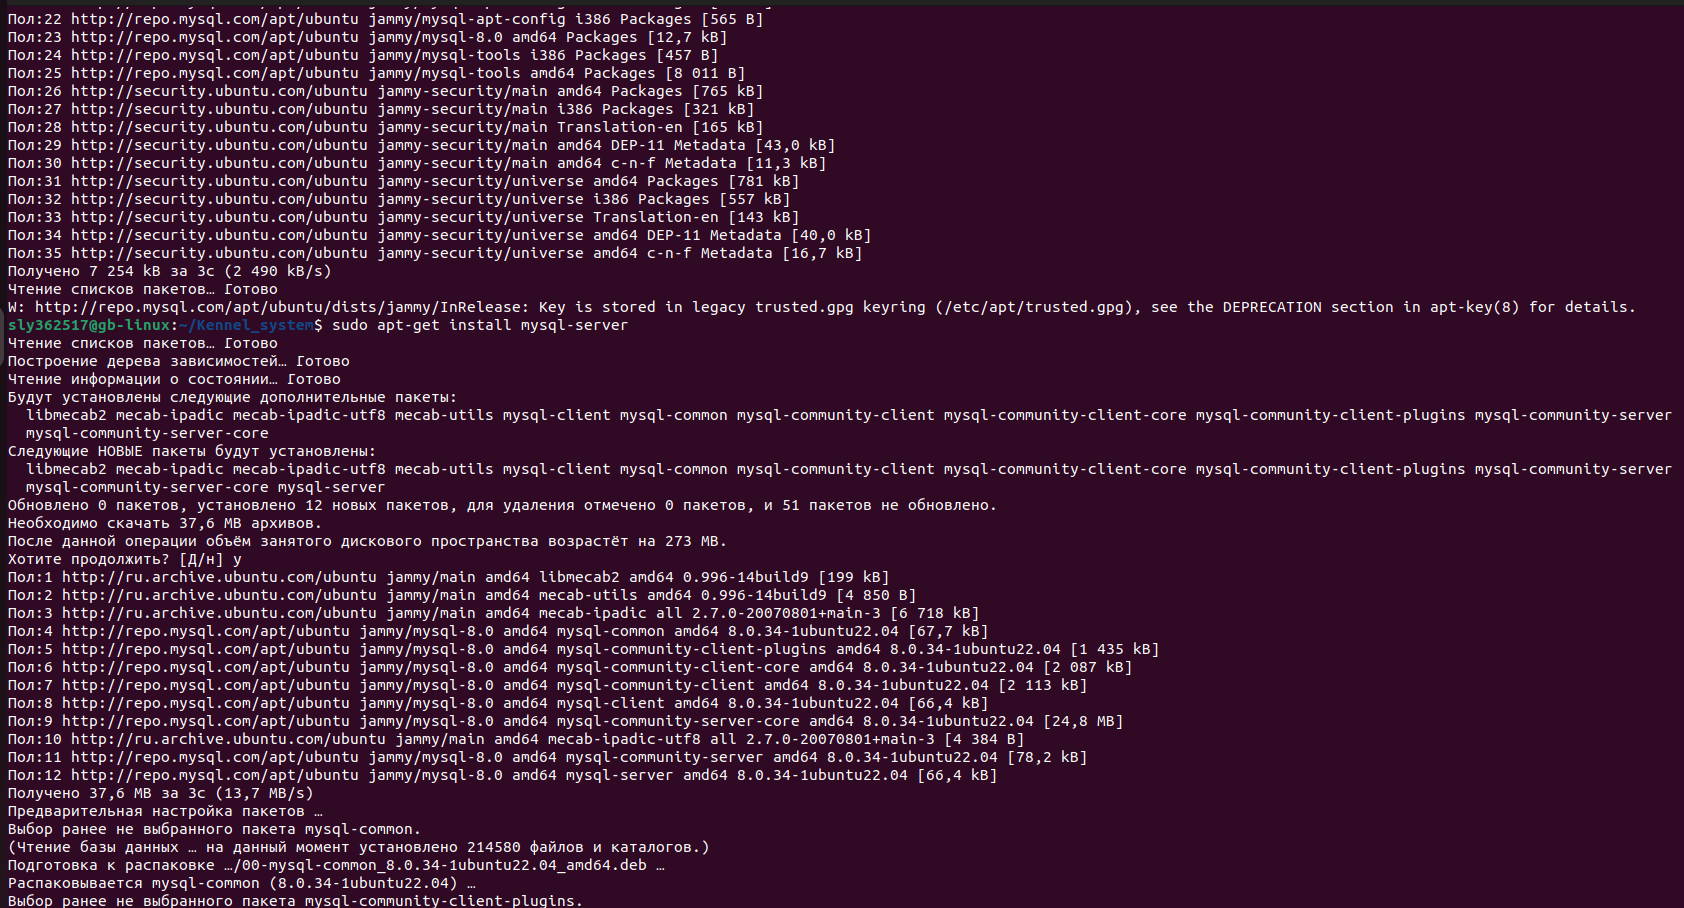 Пол:22 http://repo.mysql.com/apt/ubuntu jammy/mysql-apt-config i386 Packages [565 B]
Пол:23 http://repo.mysql.com/apt/ubuntu jammy/mysql-8.0 amd64 Packages [12,7 kB]
Пол:24 http://repo.mysql.com/apt/ubuntu jammy/mysql-tools i386 Packages [457 B]
Пол:25 http://repo.mysql.com/apt/ubuntu jammy/mysql-tools amd64 Packages [8 011 B]
Пол:26 http://security.ubuntu.com/ubuntu jammy-security/main amd64 Packages [765 kB]
Пол:27 http://security.ubuntu.com/ubuntu jammy-security/main i386 Packages [321 kB]
Пол:28 http://security.ubuntu.com/ubuntu jammy-security/main Translation-en [165 kB]
Пол:29 http://security.ubuntu.com/ubuntu jammy-security/main amd64 DEP-11 Metadata [43,0 kB]
Пол:30 http://security.ubuntu.com/ubuntu jammy-security/main amd64 c-n-f Metadata [11,3 kB]
Пол:31 http://security.ubuntu.com/ubuntu jammy-security/universe amd64 Packages [781 kB]
Пол:32 http://security.ubuntu.com/ubuntu jammy-security/universe i386 Packages [557 kB]
Пол:33 http://security.ubuntu.com/ubuntu jammy-security/universe Translation-en [143 kB]
Пол:34 http://security.ubuntu.com/ubuntu jammy-security/universe amd64 DEP-11 Metadata [40,0 kB]
Пол:35 http://security.ubuntu.com/ubuntu jammy-security/universe amd64 c-n-f Metadata [16,7 kB]
Получено 7 254 kB за 3с (2 490 kB/s)
Чтение списков пакетов… Готово
W: http://repo.mysql.com/apt/ubuntu/dists/jammy/InRelease: Key is stored in legacy trusted.gpg keyring (/etc/apt/trusted.gpg), see the DEPRECATION section in apt-key(8) for details.
sly362517@gb-linux:~/Kennel_system$ sudo apt-get install mysql-server
Чтение списков пакетов… Готово
Построение дерева зависимостей… Готово
Чтение информации о состоянии… Готово
Будут установлены следующие дополнительные пакеты:
  libmecab2 mecab-ipadic mecab-ipadic-utf8 mecab-utils mysql-client mysql-common mysql-community-client mysql-community-client-core mysql-community-client-plugins mysql-community-server
  mysql-community-server-core
Следующие НОВЫЕ пакеты будут установлены:
  libmecab2 mecab-ipadic mecab-ipadic-utf8 mecab-utils mysql-client mysql-common mysql-community-client mysql-community-client-core mysql-community-client-plugins mysql-community-server
  mysql-community-server-core mysql-server
Обновлено 0 пакетов, установлено 12 новых пакетов, для удаления отмечено 0 пакетов, и 51 пакетов не обновлено.
Необходимо скачать 37,6 MB архивов.
После данной операции объём занятого дискового пространства возрастёт на 273 MB.
Хотите продолжить? [Д/н] y
Пол:1 http://ru.archive.ubuntu.com/ubuntu jammy/main amd64 libmecab2 amd64 0.996-14build9 [199 kB]
Пол:2 http://ru.archive.ubuntu.com/ubuntu jammy/main amd64 mecab-utils amd64 0.996-14build9 [4 850 B]
Пол:3 http://ru.archive.ubuntu.com/ubuntu jammy/main amd64 mecab-ipadic all 2.7.0-20070801+main-3 [6 718 kB]
Пол:4 http://repo.mysql.com/apt/ubuntu jammy/mysql-8.0 amd64 mysql-common amd64 8.0.34-1ubuntu22.04 [67,7 kB]
Пол:5 http://repo.mysql.com/apt/ubuntu jammy/mysql-8.0 amd64 mysql-community-client-plugins amd64 8.0.34-1ubuntu22.04 [1 435 kB]
Пол:6 http://repo.mysql.com/apt/ubuntu jammy/mysql-8.0 amd64 mysql-community-client-core amd64 8.0.34-1ubuntu22.04 [2 087 kB]
Пол:7 http://repo.mysql.com/apt/ubuntu jammy/mysql-8.0 amd64 mysql-community-client amd64 8.0.34-1ubuntu22.04 [2 113 kB]
Пол:8 http://repo.mysql.com/apt/ubuntu jammy/mysql-8.0 amd64 mysql-client amd64 8.0.34-1ubuntu22.04 [66,4 kB]
Пол:9 http://repo.mysql.com/apt/ubuntu jammy/mysql-8.0 amd64 mysql-community-server-core amd64 8.0.34-1ubuntu22.04 [24,8 MB]
Пол:10 http://ru.archive.ubuntu.com/ubuntu jammy/main amd64 mecab-ipadic-utf8 all 2.7.0-20070801+main-3 [4 384 B]
Пол:11 http://repo.mysql.com/apt/ubuntu jammy/mysql-8.0 amd64 mysql-community-server amd64 8.0.34-1ubuntu22.04 [78,2 kB]
Пол:12 http://repo.mysql.com/apt/ubuntu jammy/mysql-8.0 amd64 mysql-server amd64 8.0.34-1ubuntu22.04 [66,4 kB]
Получено 37,6 MB за 3с (13,7 MB/s)
Предварительная настройка пакетов …
Выбор ранее не выбранного пакета mysql-common.
(Чтение базы данных … на данный момент установлено 214580 файлов и каталогов.)
Подготовка к распаковке …/00-mysql-common_8.0.34-1ubuntu22.04_amd64.deb …
Распаковывается mysql-common (8.0.34-1ubuntu22.04) …
Выбор ранее не выбранного пакета mysql-community-client-plugins.